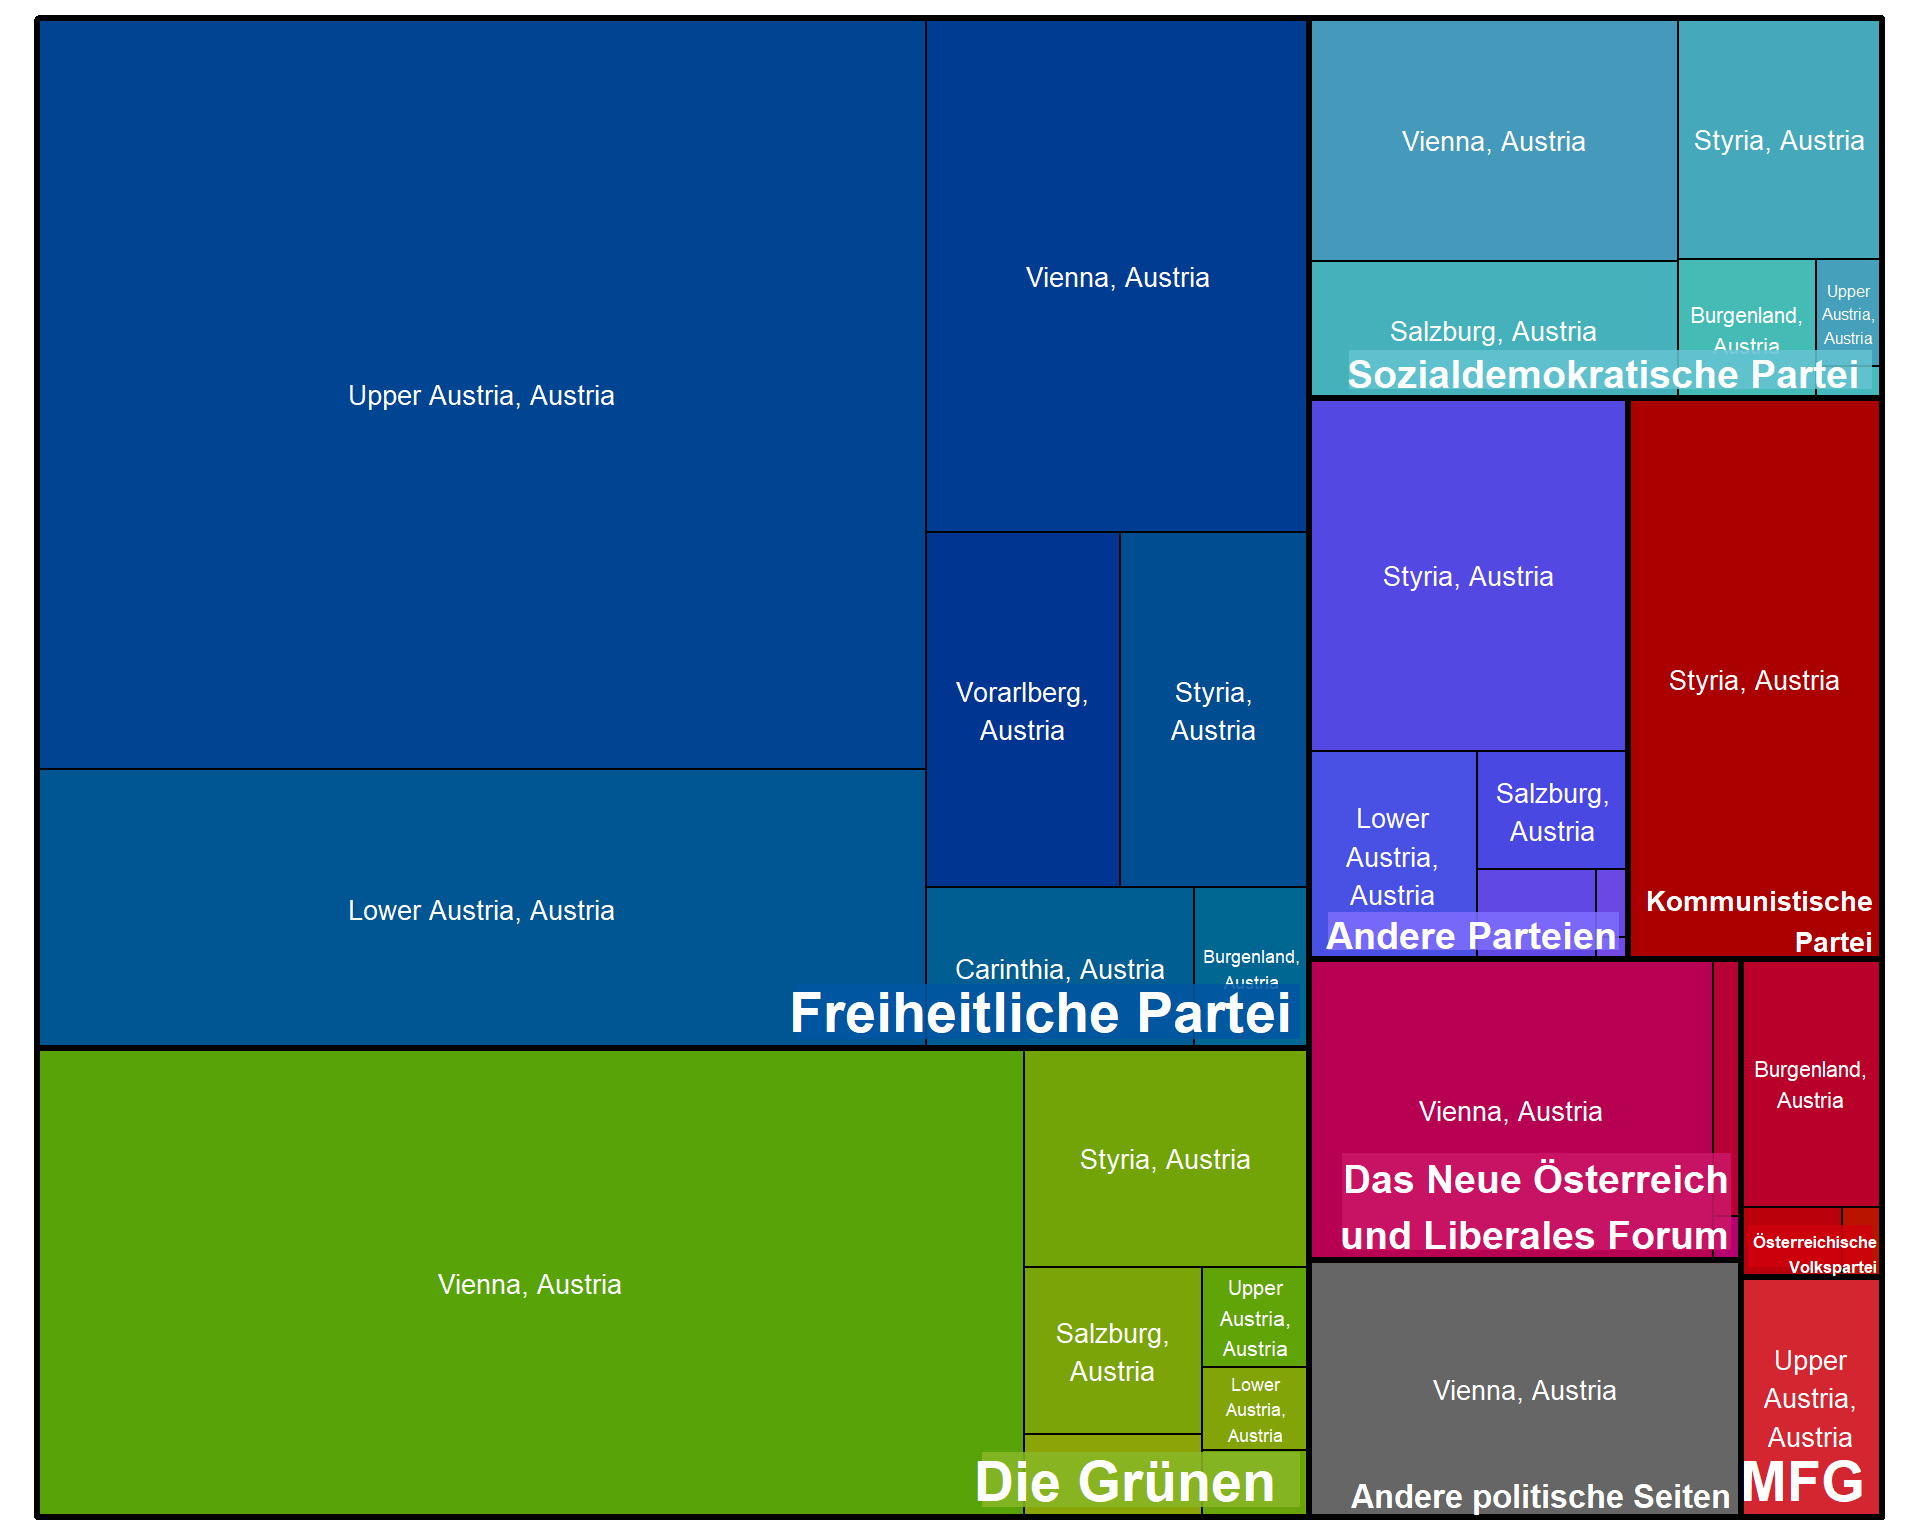 Upper Austria, Austria
Vienna, Austria
Vorarlberg,
Austria
Styria,
Austria
Lower Austria, Austria
Carinthia, Austria
Burgenland,
Austria
Freiheitliche Partei
Vienna, Austria
Styria, Austria
Salzburg,
Austria
Upper
Austria,
Austria
Lower
Austria,
Austria
Die Grünen
Vienna, Austria
Styria, Austria
Salzburg, Austria
Burgenland,
Austria
Upper
Austria,
Austria
Sozialdemokratische Partei
Styria, Austria
Lower
Austria,
Austria
Salzburg,
Austria
Andere Parteien
Styria, Austria
Kommunistische
Partei
Vienna, Austria
Das Neue Österreich
und Liberales Forum
Burgenland,
Austria
Österreichische
Volkspartei
Vienna, Austria
Andere politische Seiten
Upper
Austria,
Austria
MFG